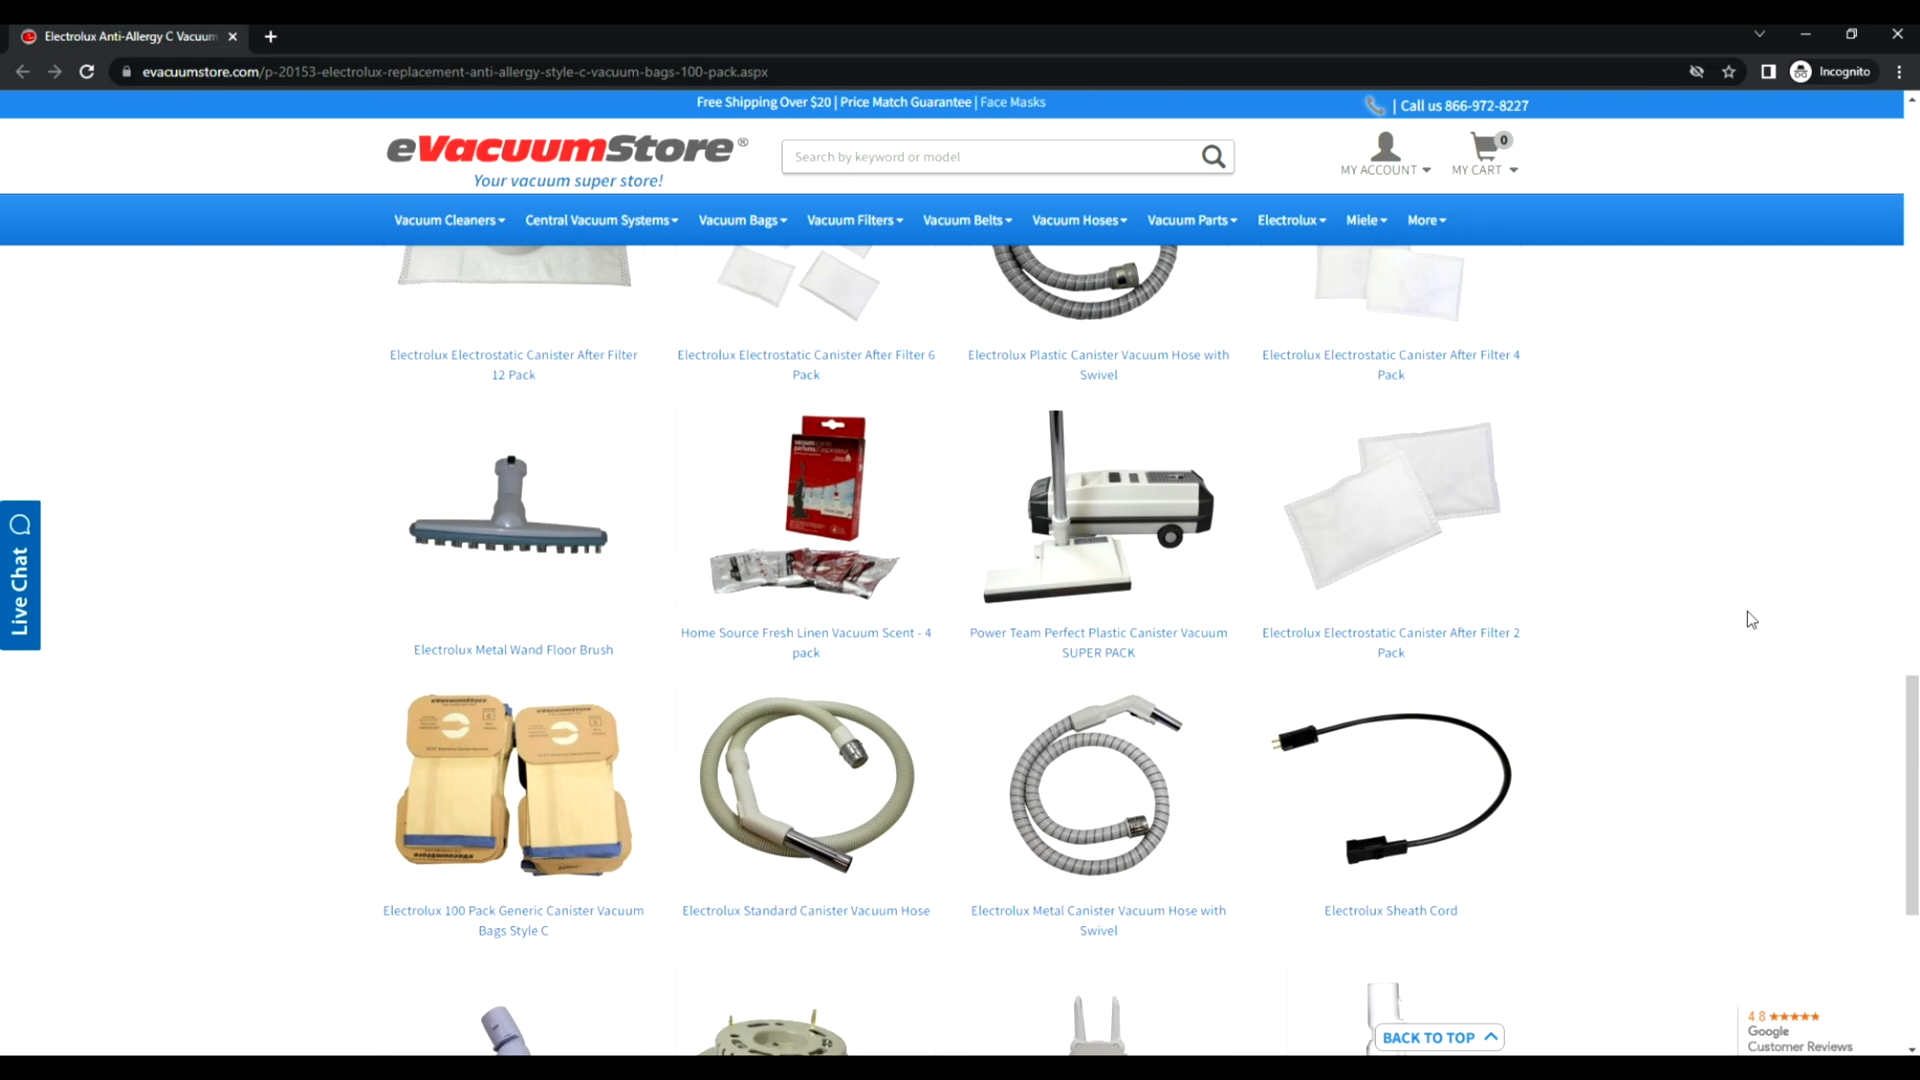 Electrolux Anti-Allergy C Vacuum
evacuumstore.com/p-20153-electrolux-replacement-anti-allergy-style-c-vacuum-bags-100-pack.aspx
Incognito
Free Shipping Over $20 | Price Match Guarantee | Face Masks
| Call us 866-972-8227
eVacuumStore®
Your vacuum super store!
Search by keyword or model
MY ACCOUNT
0
MY CART
Vacuum Cleaners Central Vacuum Systems Vacuum Bags Vacuum Filters Vacuum Belts Vacuum Hoses Vacuum Parts Electrolux Miele More
Electrolux Electrostatic Canister After Filter
12 Pack
Electrolux Electrostatic Canister After Filter 6
Pack
Electrolux Plastic Canister Vacuum Hose with
Swivel
Electrolux Electrostatic Canister After Filter 4
Pack
Live Chat
Electrolux Metal Wand Floor Brush
Home Source Fresh Linen Vacuum Scent - 4
pack
Power Team Perfect Plastic Canister Vacuum
SUPER PACK
Electrolux Electrostatic Canister After Filter 2
Pack
eVacuumStore
eVacuumStore
Electrolux 100 Pack Generic Canister Vacuum
Bags Style C
Electrolux Standard Canister Vacuum Hose
Electrolux Metal Canister Vacuum Hose with
Swivel
Electrolux Sheath Cord
BACK TO TOP
4.8
Google
Customer Reviews